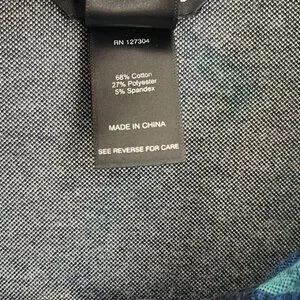 RN 127304
68% Cotton
27% Polyester
5% Spandex
MADE IN CHINA
SEE REVERSE FOR CARE